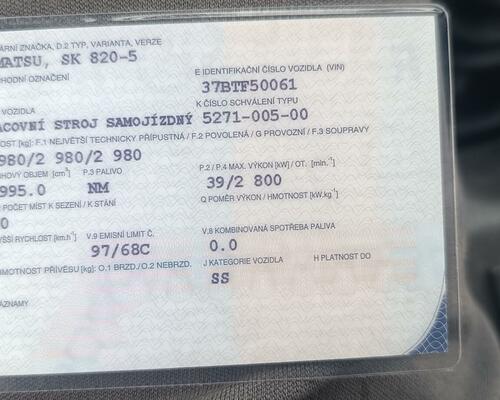 ÁRNÍ ZNAČKA, D.2 TYP, VARIANTA, VERZE
MATSU, SK 820-5
HODNÍ OZNAČENÍ
E IDENTIFIKAČNÍ ČÍSLO VOZIDLA (VIN)
37BTF50061
VOZIDLA
K ČÍSLO SCHVÁLENÍ TYPU
ACOVNÍ STROJ SAMOJÍZDNÝ 5271-005-00
OST [kg]: F.1 NEJVĚTŠÍ TECHNICKY PŘÍPUSTNÁ / F.2 POVOLENÁ / G PROVOZNÍ / F.3 SOUPRAVY
980/2 980/2 980
HOVÝ OBJEM [cm³] P.3 PALIVO
P.2 / P.4 MAX. VÝKON [kW] / OT. [min.⁻¹]
995.0 NM
39/2 800
POČET MÍST K SEZENÍ / K STÁNÍ
Q POMĚR VÝKON / HMOTNOST [kW.kg⁻¹]
0
YŠŠÍ RYCHLOST [km.h⁻¹] V.9 EMISNÍ LIMIT Č.
V.8 KOMBINOVANÁ SPOTŘEBA PALIVA
97/68C
0.0
HMOTNOST PŘÍVĚSU [kg]: O.1 BRZD./O.2 NEBRZD.
J KATEGORIE VOZIDLA
H PLATNOST DO
SS
ZÁZNAMY